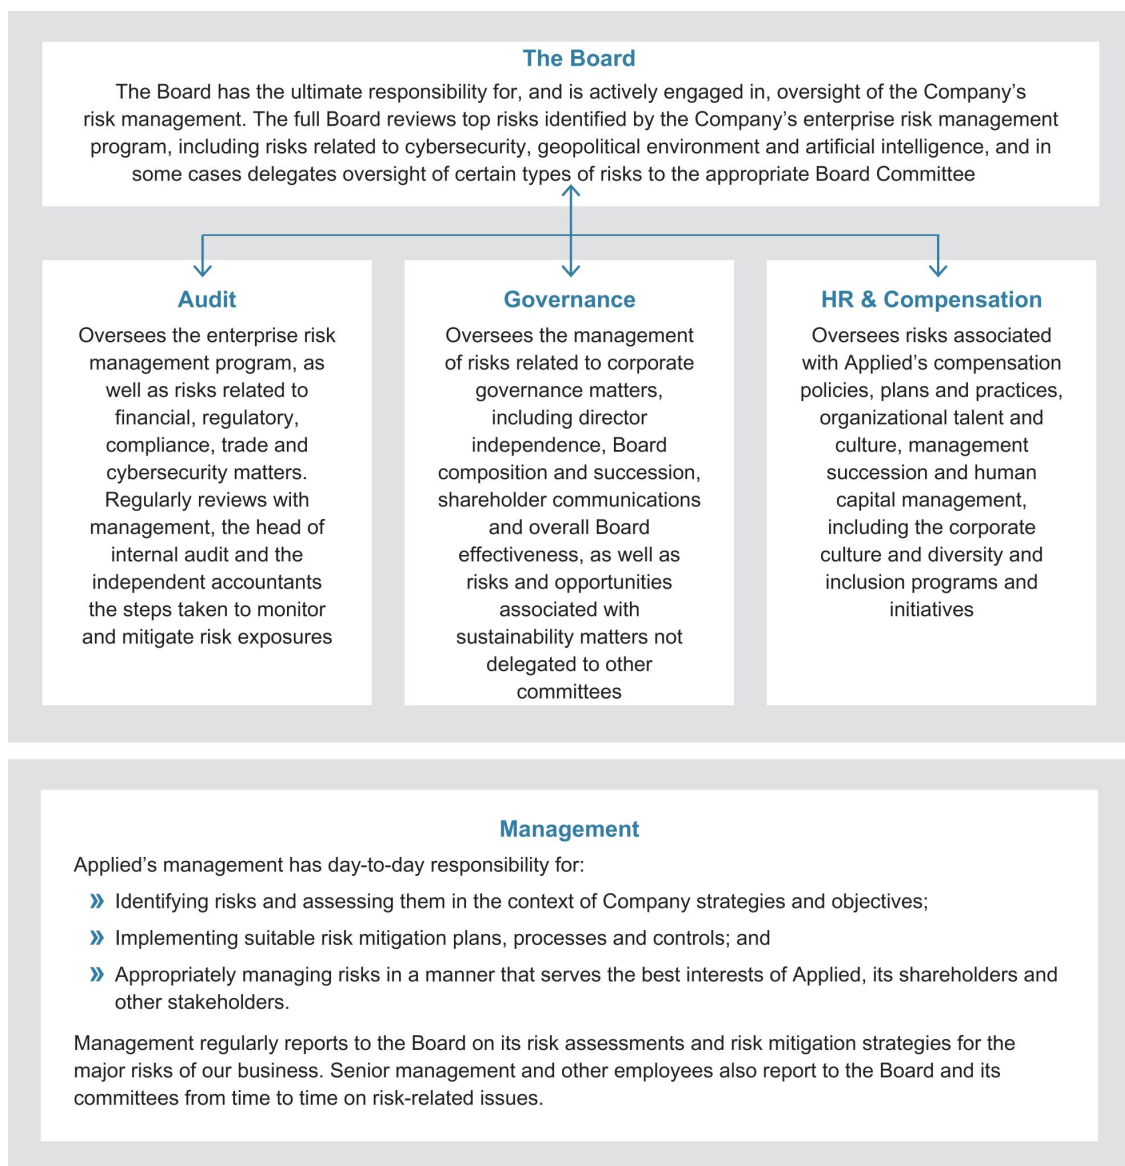 The Board
The Board has the ultimate responsibility for, and is actively engaged in, oversight of the Company's
risk management. The full Board reviews top risks identified by the Company's enterprise risk management
program, including risks related to cybersecurity, geopolitical environment and artificial intelligence, and in
some cases delegates oversight of certain types of risks to the appropriate Board Committee
Audit
Oversees the enterprise risk
management program, as
well as risks related to
financial, regulatory,
compliance, trade and
cybersecurity matters.
Regularly reviews with
management, the head of
internal audit and the
independent accountants
the steps taken to monitor
and mitigate risk exposures
Governance
Oversees the management
of risks related to corporate
governance matters,
including director
independence, Board
composition and succession,
shareholder communications
and overall Board
effectiveness, as well as
risks and opportunities
associated with
sustainability matters not
delegated to other
committees
HR & Compensation
Oversees risks associated
with Applied's compensation
policies, plans and practices,
organizational talent and
culture, management
succession and human
capital management,
including the corporate
culture and diversity and
inclusion programs and
initiatives
Management
Applied's management has day-to-day responsibility for:
» Identifying risks and assessing them in the context of Company strategies and objectives;
» Implementing suitable risk mitigation plans, processes and controls; and
» Appropriately managing risks in a manner that serves the best interests of Applied, its shareholders and
other stakeholders.
Management regularly reports to the Board on its risk assessments and risk mitigation strategies for the
major risks of our business. Senior management and other employees also report to the Board and its
committees from time to time on risk-related issues.